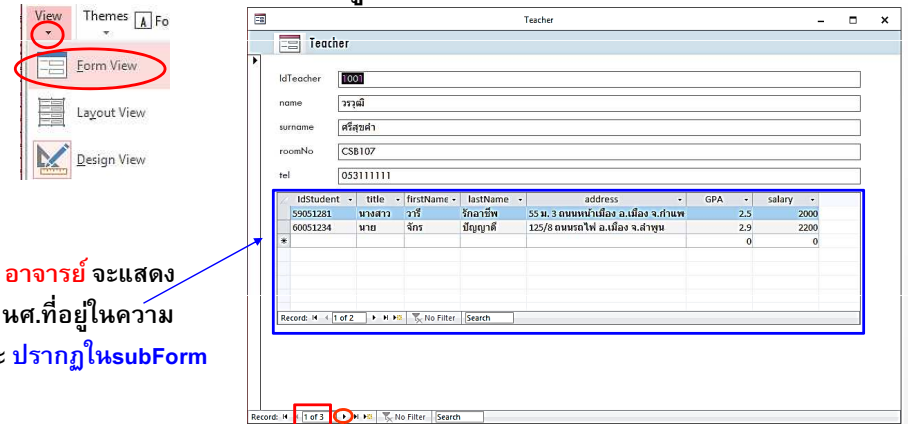 View Themes A Fo
Form View
Layout View
Design View
Teacher
Teacher
IdTeacher 1001
name วรวุฒิ
surname ศรีสุขคำ
roomNo CSB107
tel 053111111
IdStudent title firstName lastName address GPA salary
59051281 นางสาว วารี รักอาชีพ 55 ม. 3 ถนนหน้าเมือง อ.เมือง จ.กำแพ 2.5 2000
60051234 นาย จักร ปัญญาดี 125/8 ถนนรถไฟ อ.เมือง จ.ลำพูน 2.9 2200
* 0 0
Record: 1 of 2 No Filter Search
อาจารย์ จะแสดง
นศ.ที่อยู่ในความ
ะ ปรากฏในsubForm
Record: 1 of 3 No Filter Search